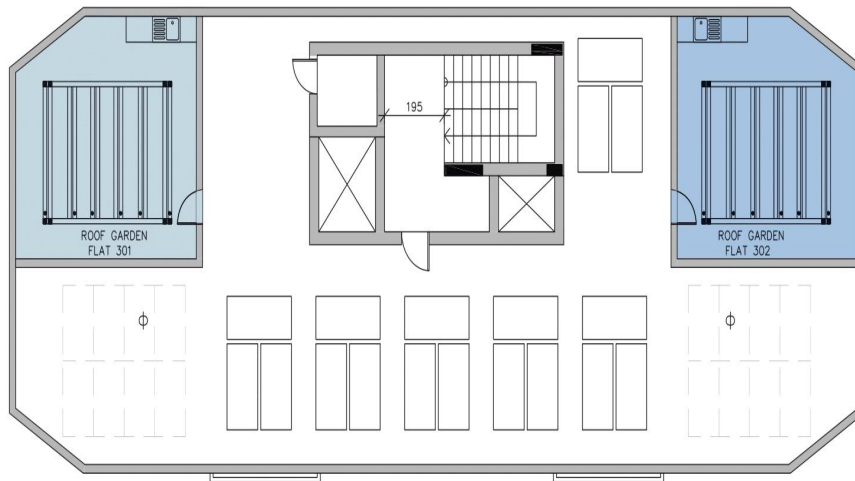 195
ROOF GARDEN
FLAT 301
ROOF GARDEN
FLAT 302